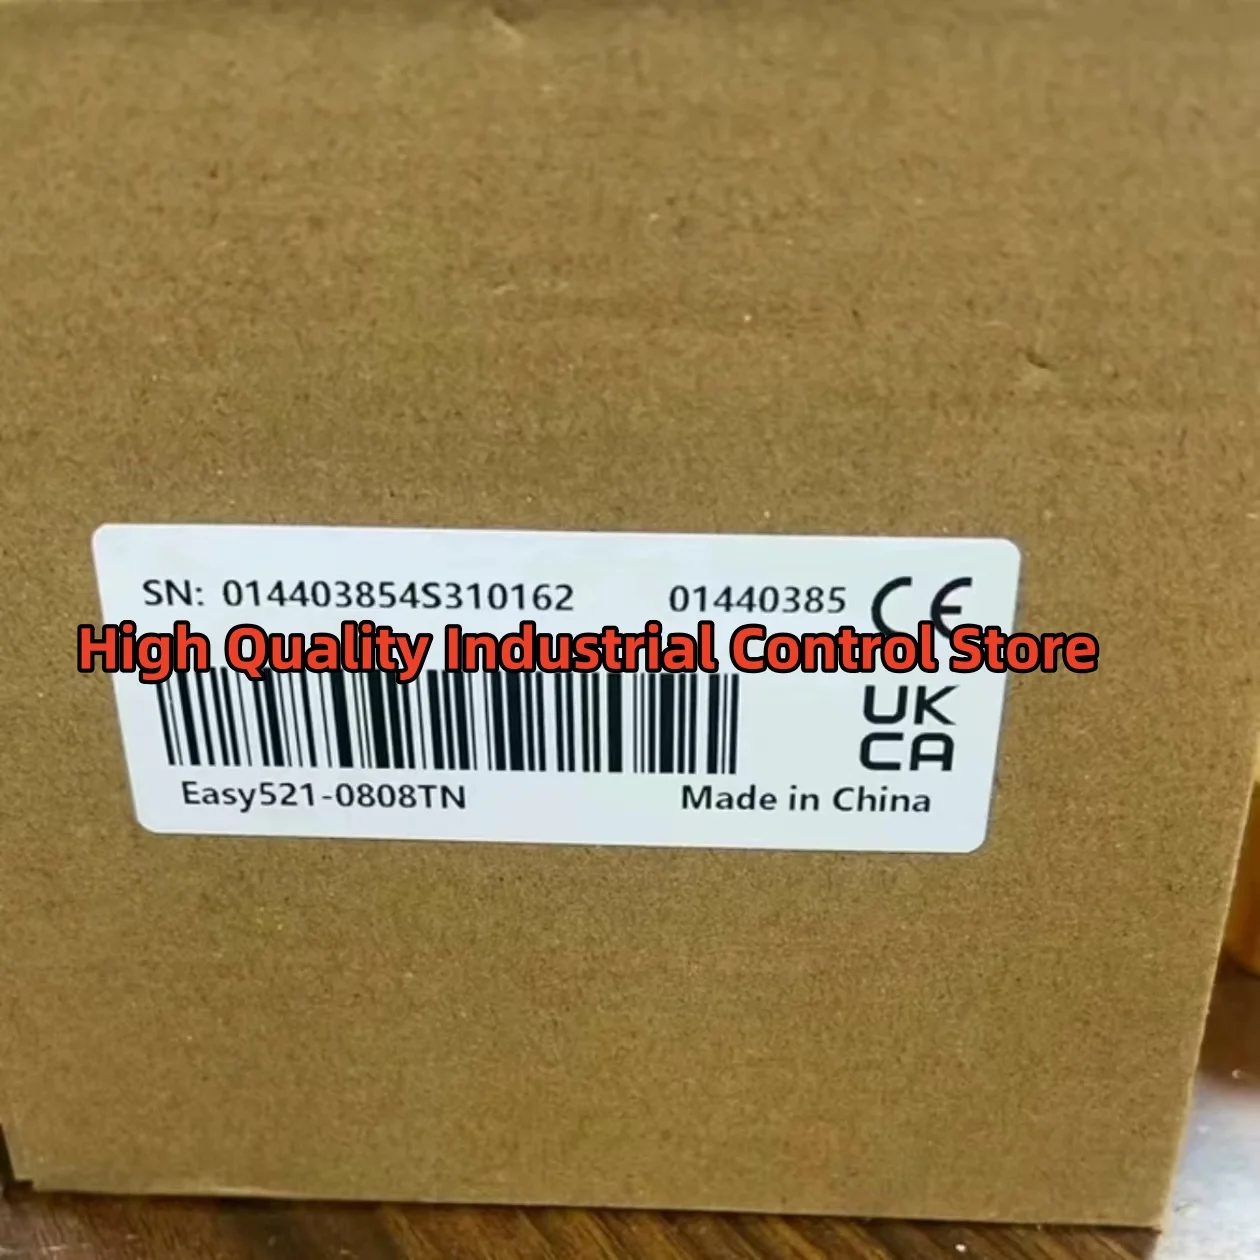 SN: 014403854S310162 01440385 CE
High Quality Industrial Control Store
UK
CA
Easy521-0808TN Made in China